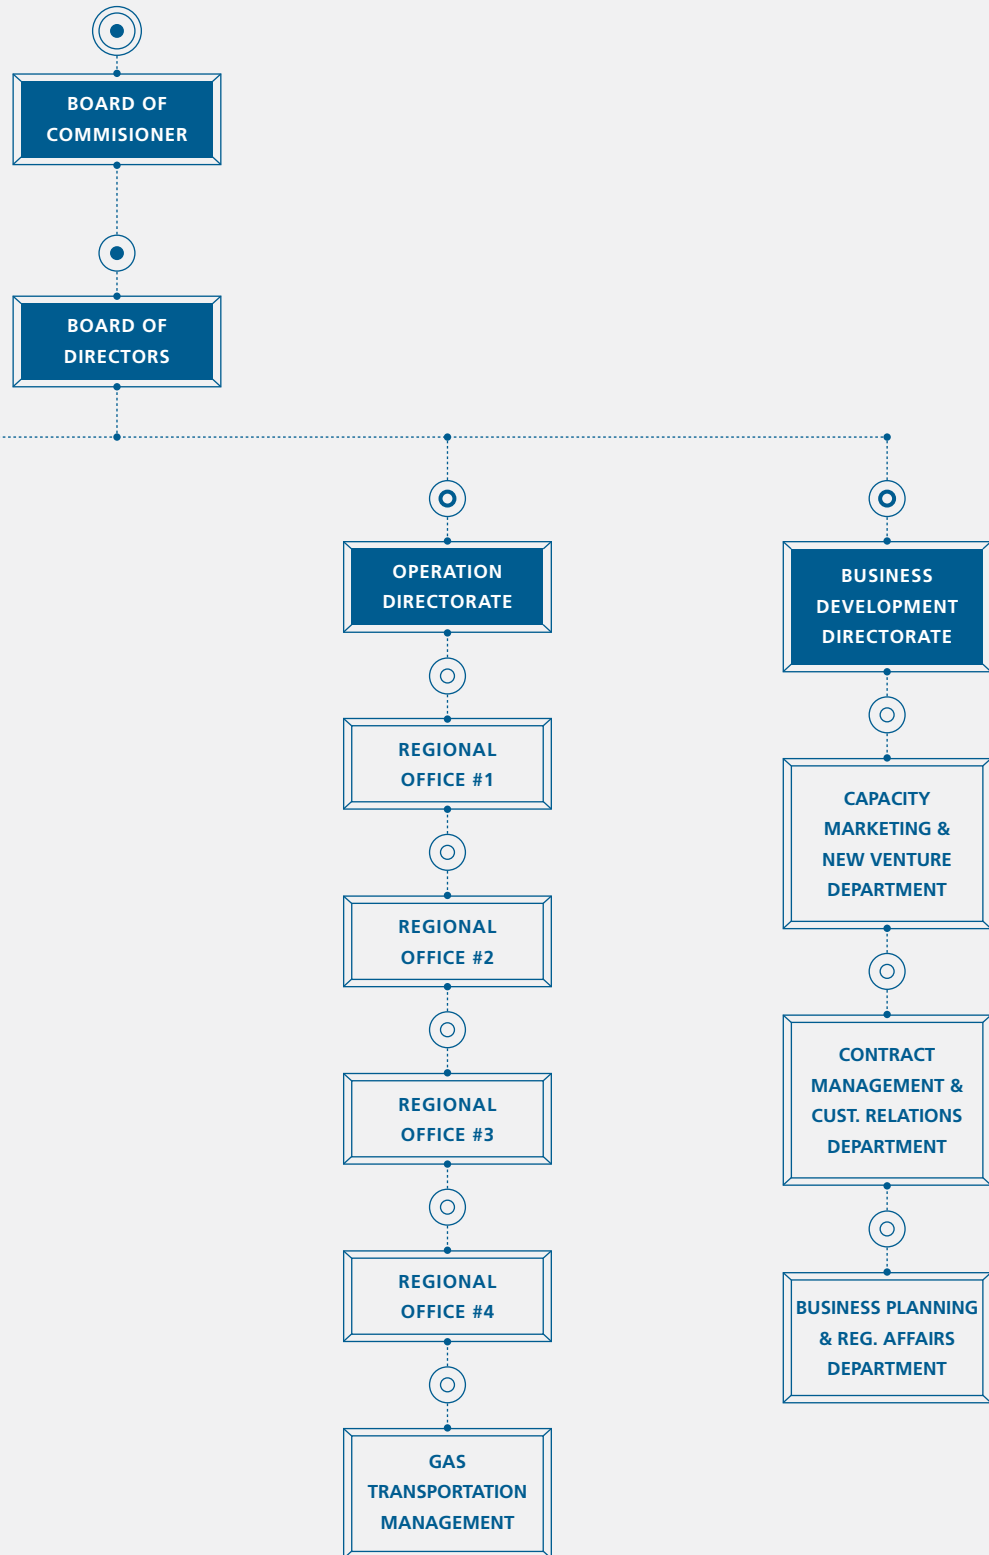 BOARD OF
COMMISIONER
BOARD OF
DIRECTORS
OPERATION
DIRECTORATE
REGIONAL
OFFICE #1
REGIONAL
OFFICE #2
REGIONAL
OFFICE #3
REGIONAL
OFFICE #4
GAS
TRANSPORTATION
MANAGEMENT
BUSINESS
DEVELOPMENT
DIRECTORATE
CAPACITY
MARKETING &
NEW VENTURE
DEPARTMENT
CONTRACT
MANAGEMENT &
CUST. RELATIONS
DEPARTMENT
BUSINESS PLANNING
& REG. AFFAIRS
DEPARTMENT